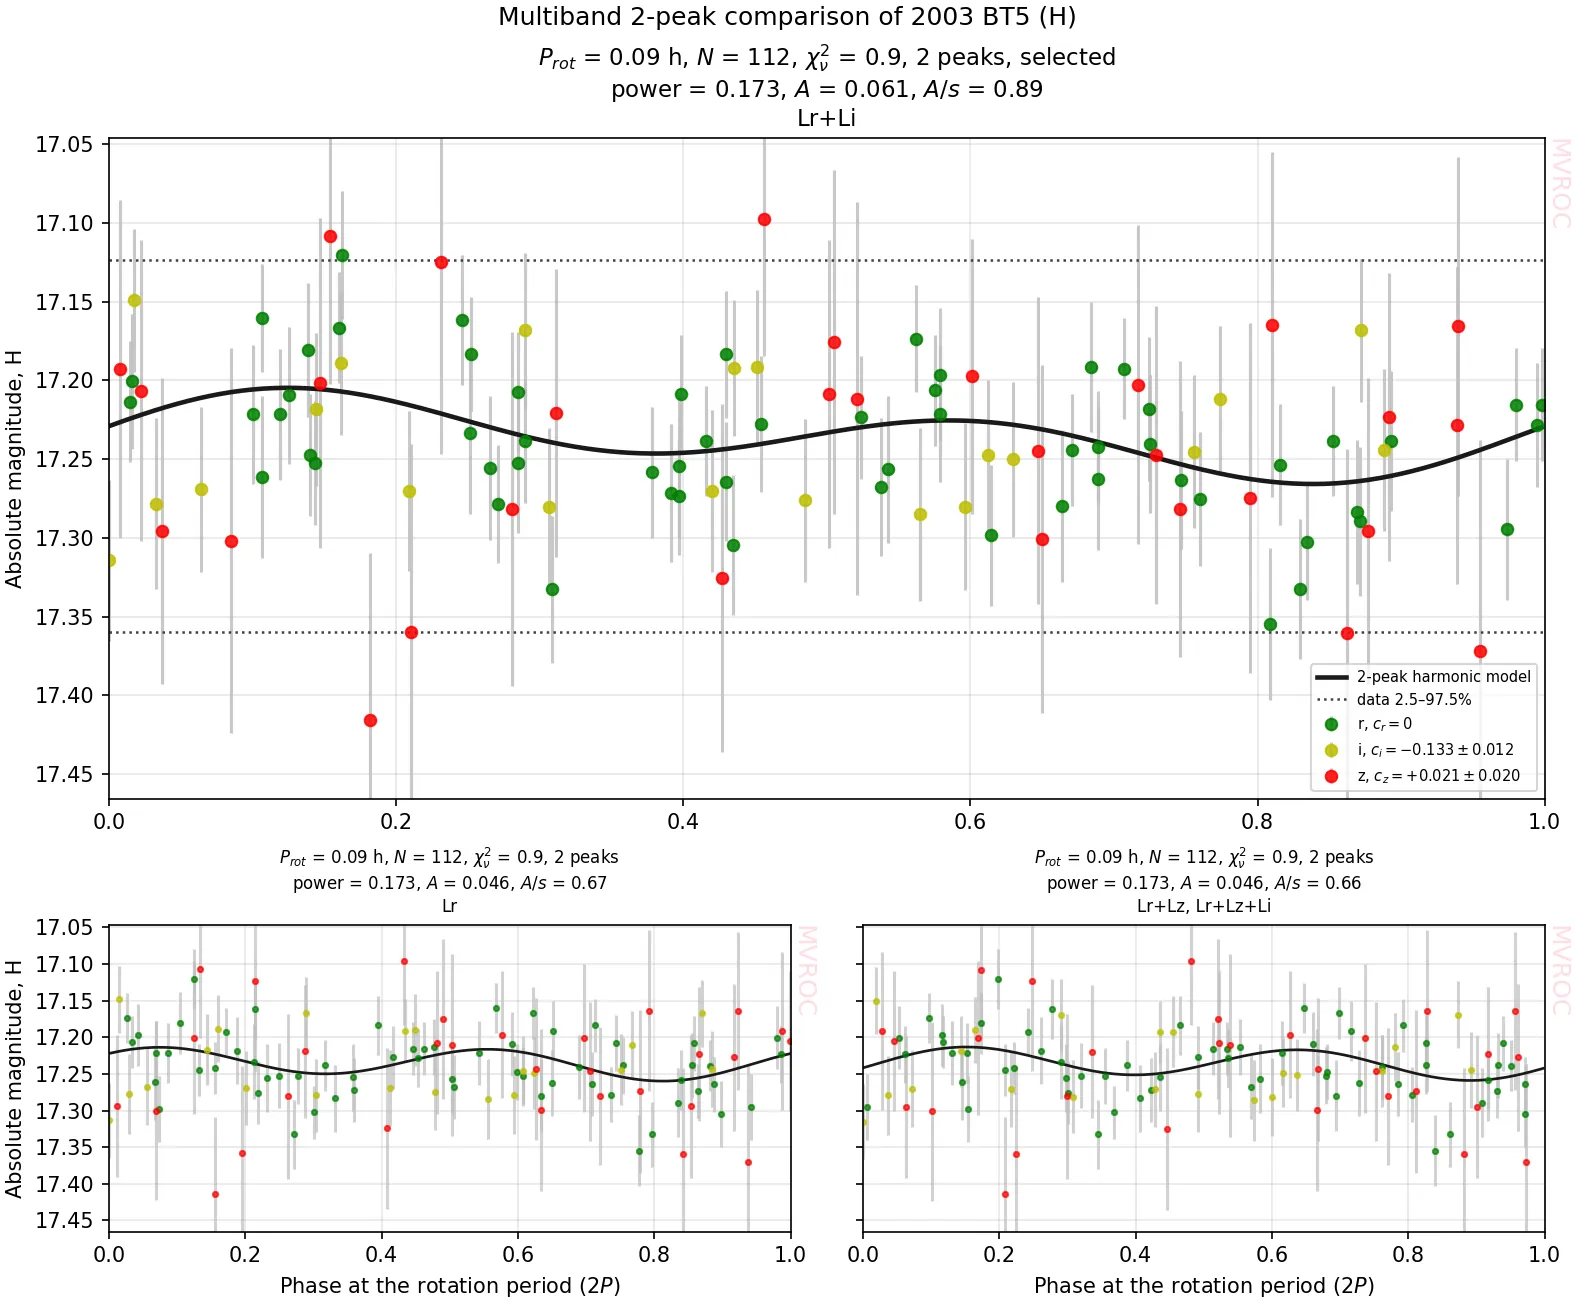 Multiband 2-peak comparison of 2003 BT5 (H)
P_rot = 0.09 h, N = 112, χ²_ν = 0.9, 2 peaks, selected
power = 0.173, A = 0.061, A/s = 0.89
Lr+Li
17.05
17.10
17.15
17.20
17.25
17.30
17.35
17.40
17.45
Absolute magnitude, H
MVROC
2-peak harmonic model
data 2.5–97.5%
r, c_r = 0
i, c_i = −0.133 ± 0.012
z, c_z = +0.021 ± 0.020
0.0 0.2 0.4 0.6 0.8 1.0
P_rot = 0.09 h, N = 112, χ²_ν = 0.9, 2 peaks
power = 0.173, A = 0.046, A/s = 0.67
Lr
17.05
17.10
17.15
17.20
17.25
17.30
17.35
17.40
17.45
Absolute magnitude, H
MVROC
0.0 0.2 0.4 0.6 0.8 1.0
Phase at the rotation period (2P)
P_rot = 0.09 h, N = 112, χ²_ν = 0.9, 2 peaks
power = 0.173, A = 0.046, A/s = 0.66
Lr+Lz, Lr+Lz+Li
MVROC
0.0 0.2 0.4 0.6 0.8 1.0
Phase at the rotation period (2P)